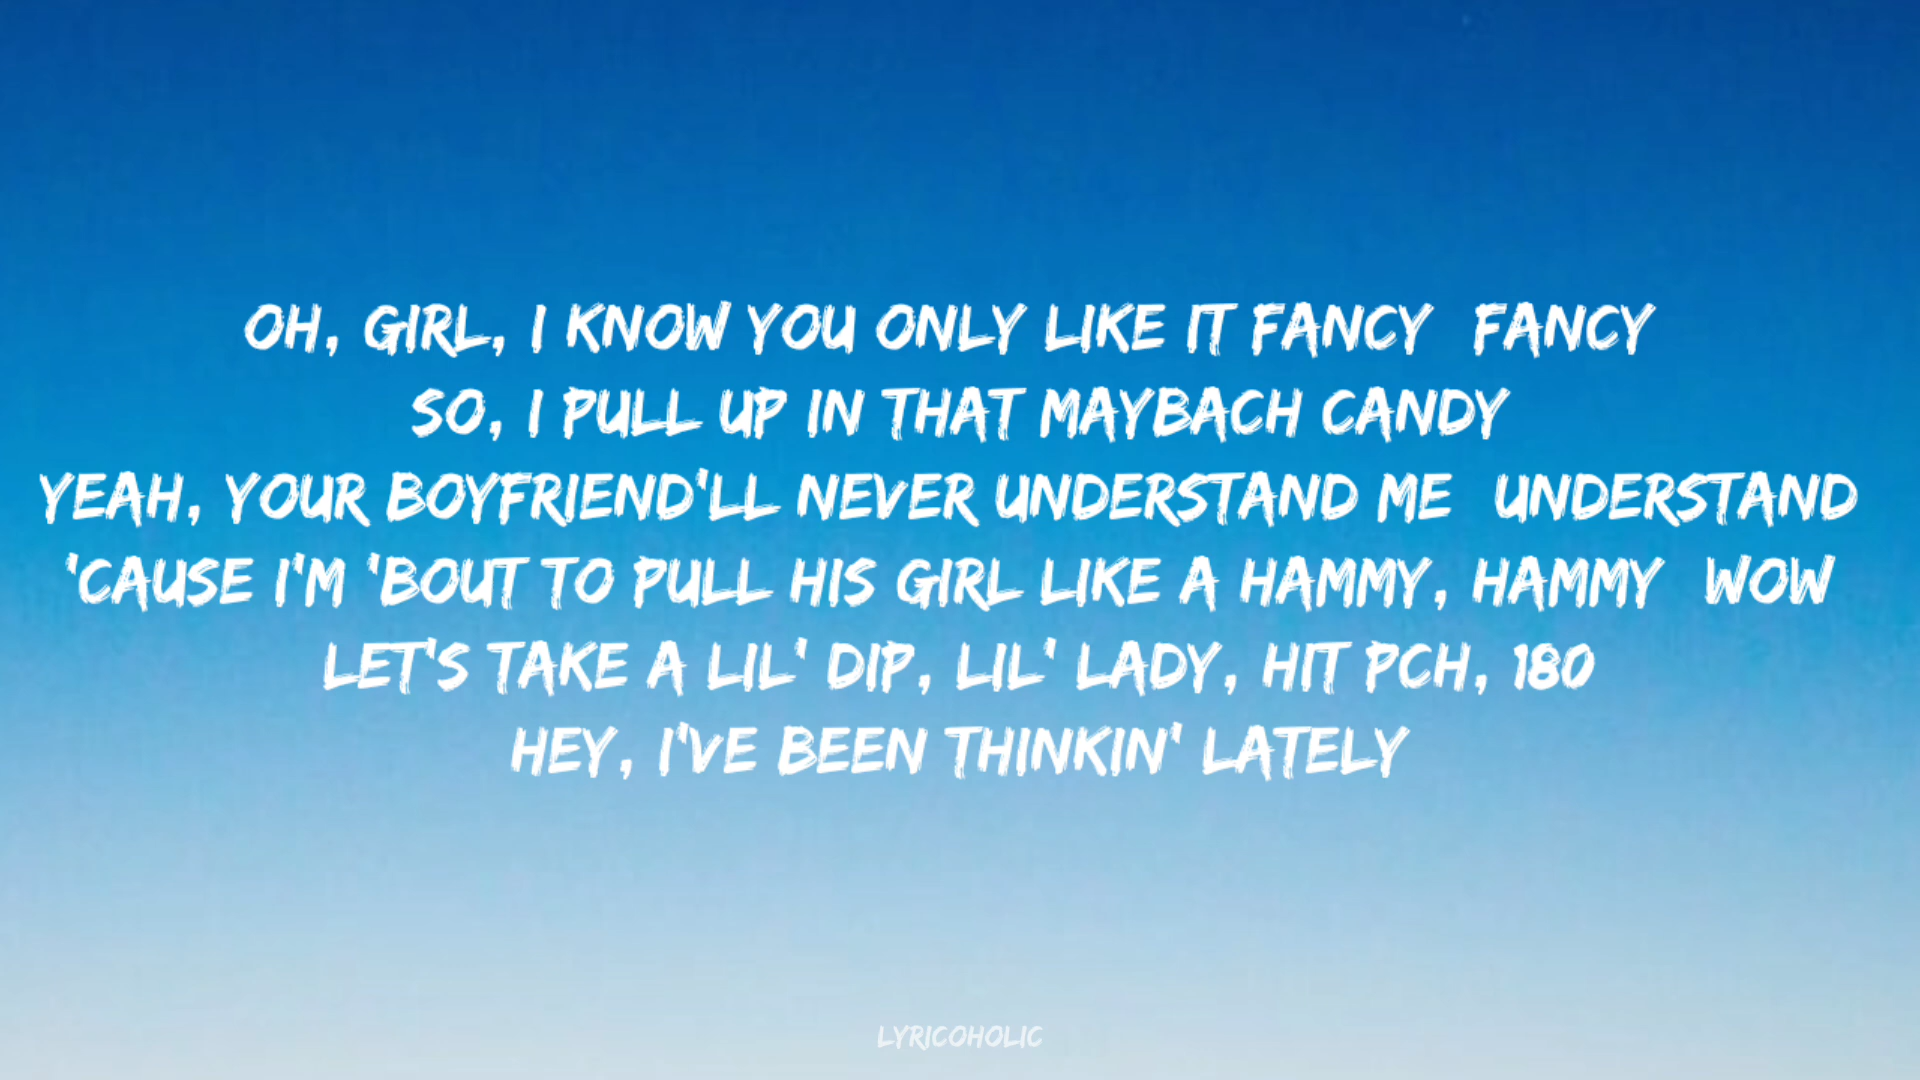 OH, GIRL, I KNOW YOU ONLY LIKE IT FANCY FANCY
SO, I PULL UP IN THAT MAYBACH CANDY
YEAH, YOUR BOYFRIEND'LL NEVER UNDERSTAND ME UNDERSTAND
'CAUSE I'M 'BOUT TO PULL HIS GIRL LIKE A HAMMY, HAMMY WOW
LET'S TAKE A LIL' DIP, LIL' LADY, HIT PCH, 180
HEY, I'VE BEEN THINKIN' LATELY
LYRICOHOLIC